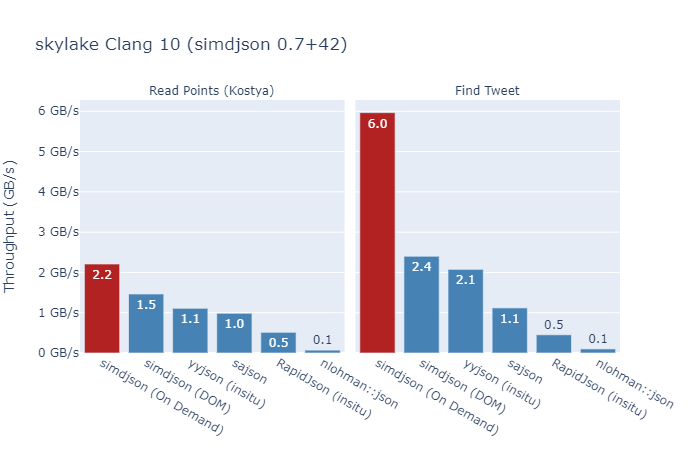 skylake Clang 10 (simdjson 0.7+42)
Read Points (Kostya)
Find Tweet
Throughput (GB/s)
6 GB/s
5 GB/s
4 GB/s
3 GB/s
2 GB/s
1 GB/s
0 GB/s
2.2
1.5
1.1
1.0
0.5
0.1
6.0
2.4
2.1
1.1
0.5
0.1
simdjson (On Demand)
simdjson (DOM)
yyjson (insitu)
sajson
RapidJson (insitu)
nlohman::json
simdjson (On Demand)
simdjson (DOM)
yyjson (insitu)
sajson
RapidJson (insitu)
nlohman::json